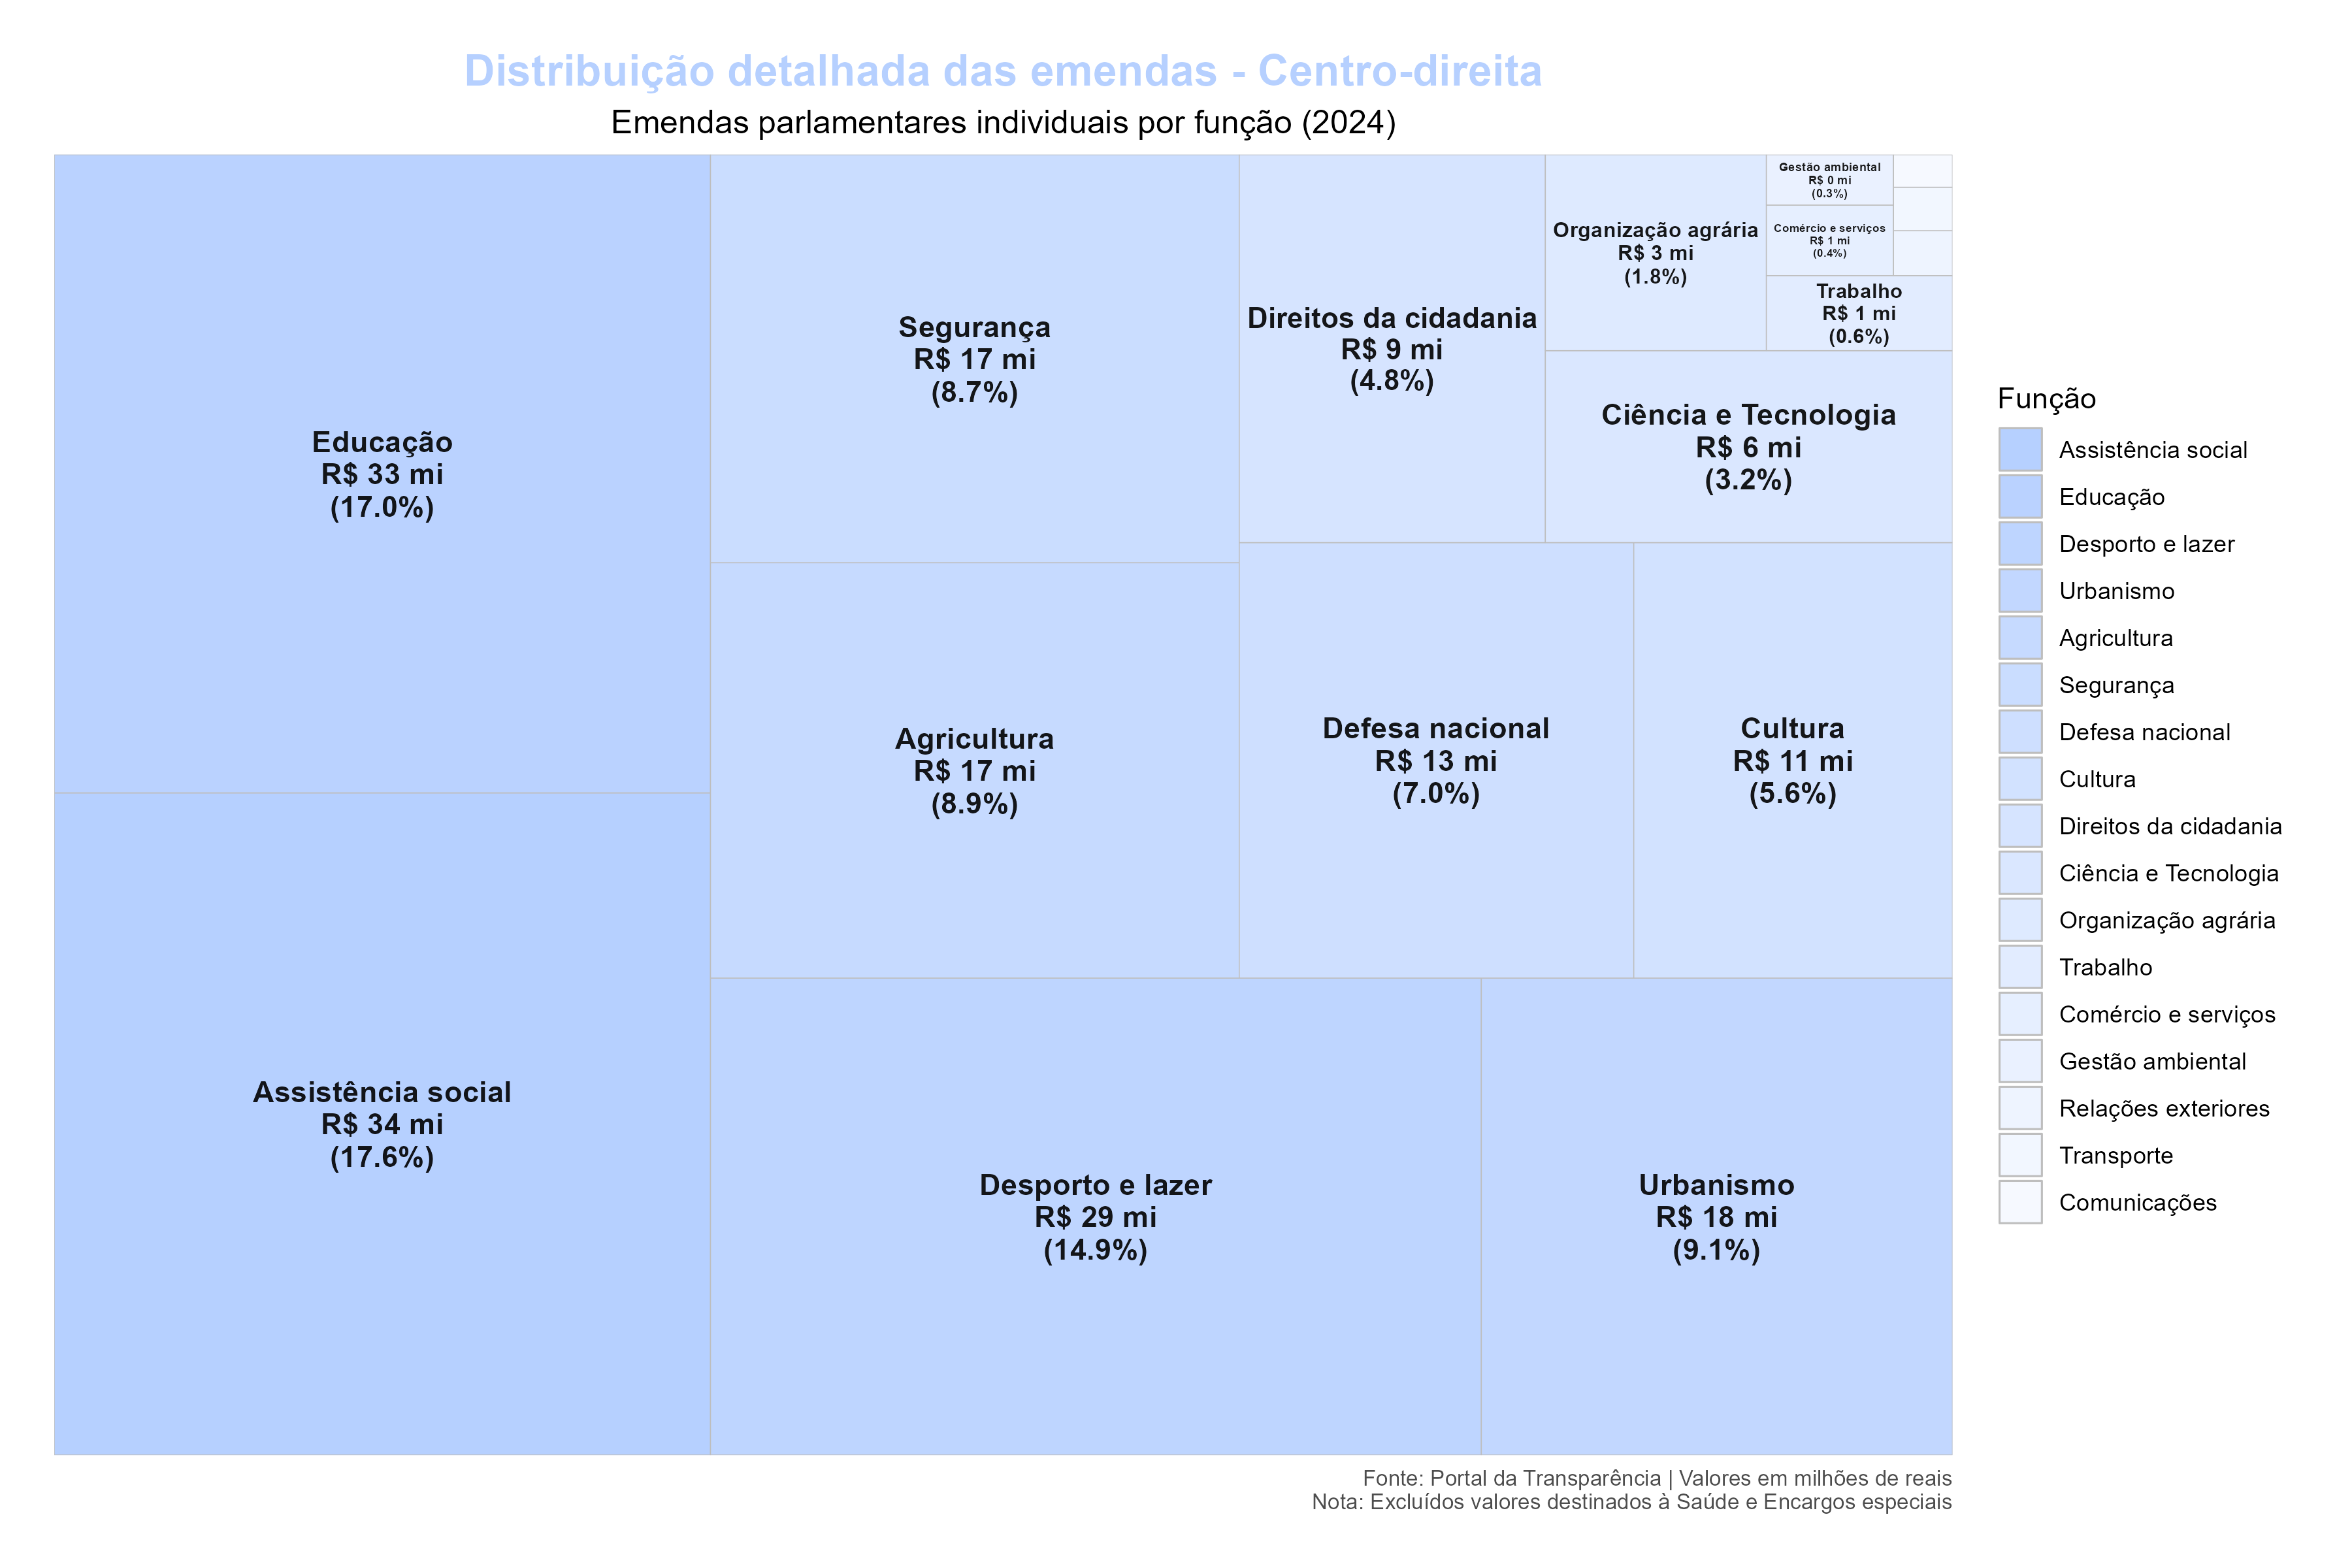 Distribuição detalhada das emendas - Centro-direita
Emendas parlamentares individuais por função (2024)
Educação
R$ 33 mi
(17.0%)
Assistência social
R$ 34 mi
(17.6%)
Segurança
R$ 17 mi
(8.7%)
Agricultura
R$ 17 mi
(8.9%)
Desporto e lazer
R$ 29 mi
(14.9%)
Urbanismo
R$ 18 mi
(9.1%)
Direitos da cidadania
R$ 9 mi
(4.8%)
Defesa nacional
R$ 13 mi
(7.0%)
Cultura
R$ 11 mi
(5.6%)
Organização agrária
R$ 3 mi
(1.8%)
Ciência e Tecnologia
R$ 6 mi
(3.2%)
Gestão ambiental
R$ 0 mi
(0.3%)
Comércio e serviços
R$ 1 mi
(0.4%)
Trabalho
R$ 1 mi
(0.6%)
Função
Assistência social
Educação
Desporto e lazer
Urbanismo
Agricultura
Segurança
Defesa nacional
Cultura
Direitos da cidadania
Ciência e Tecnologia
Organização agrária
Trabalho
Comércio e serviços
Gestão ambiental
Relações exteriores
Transporte
Comunicações
Fonte: Portal da Transparência | Valores em milhões de reais
Nota: Excluídos valores destinados à Saúde e Encargos especiais